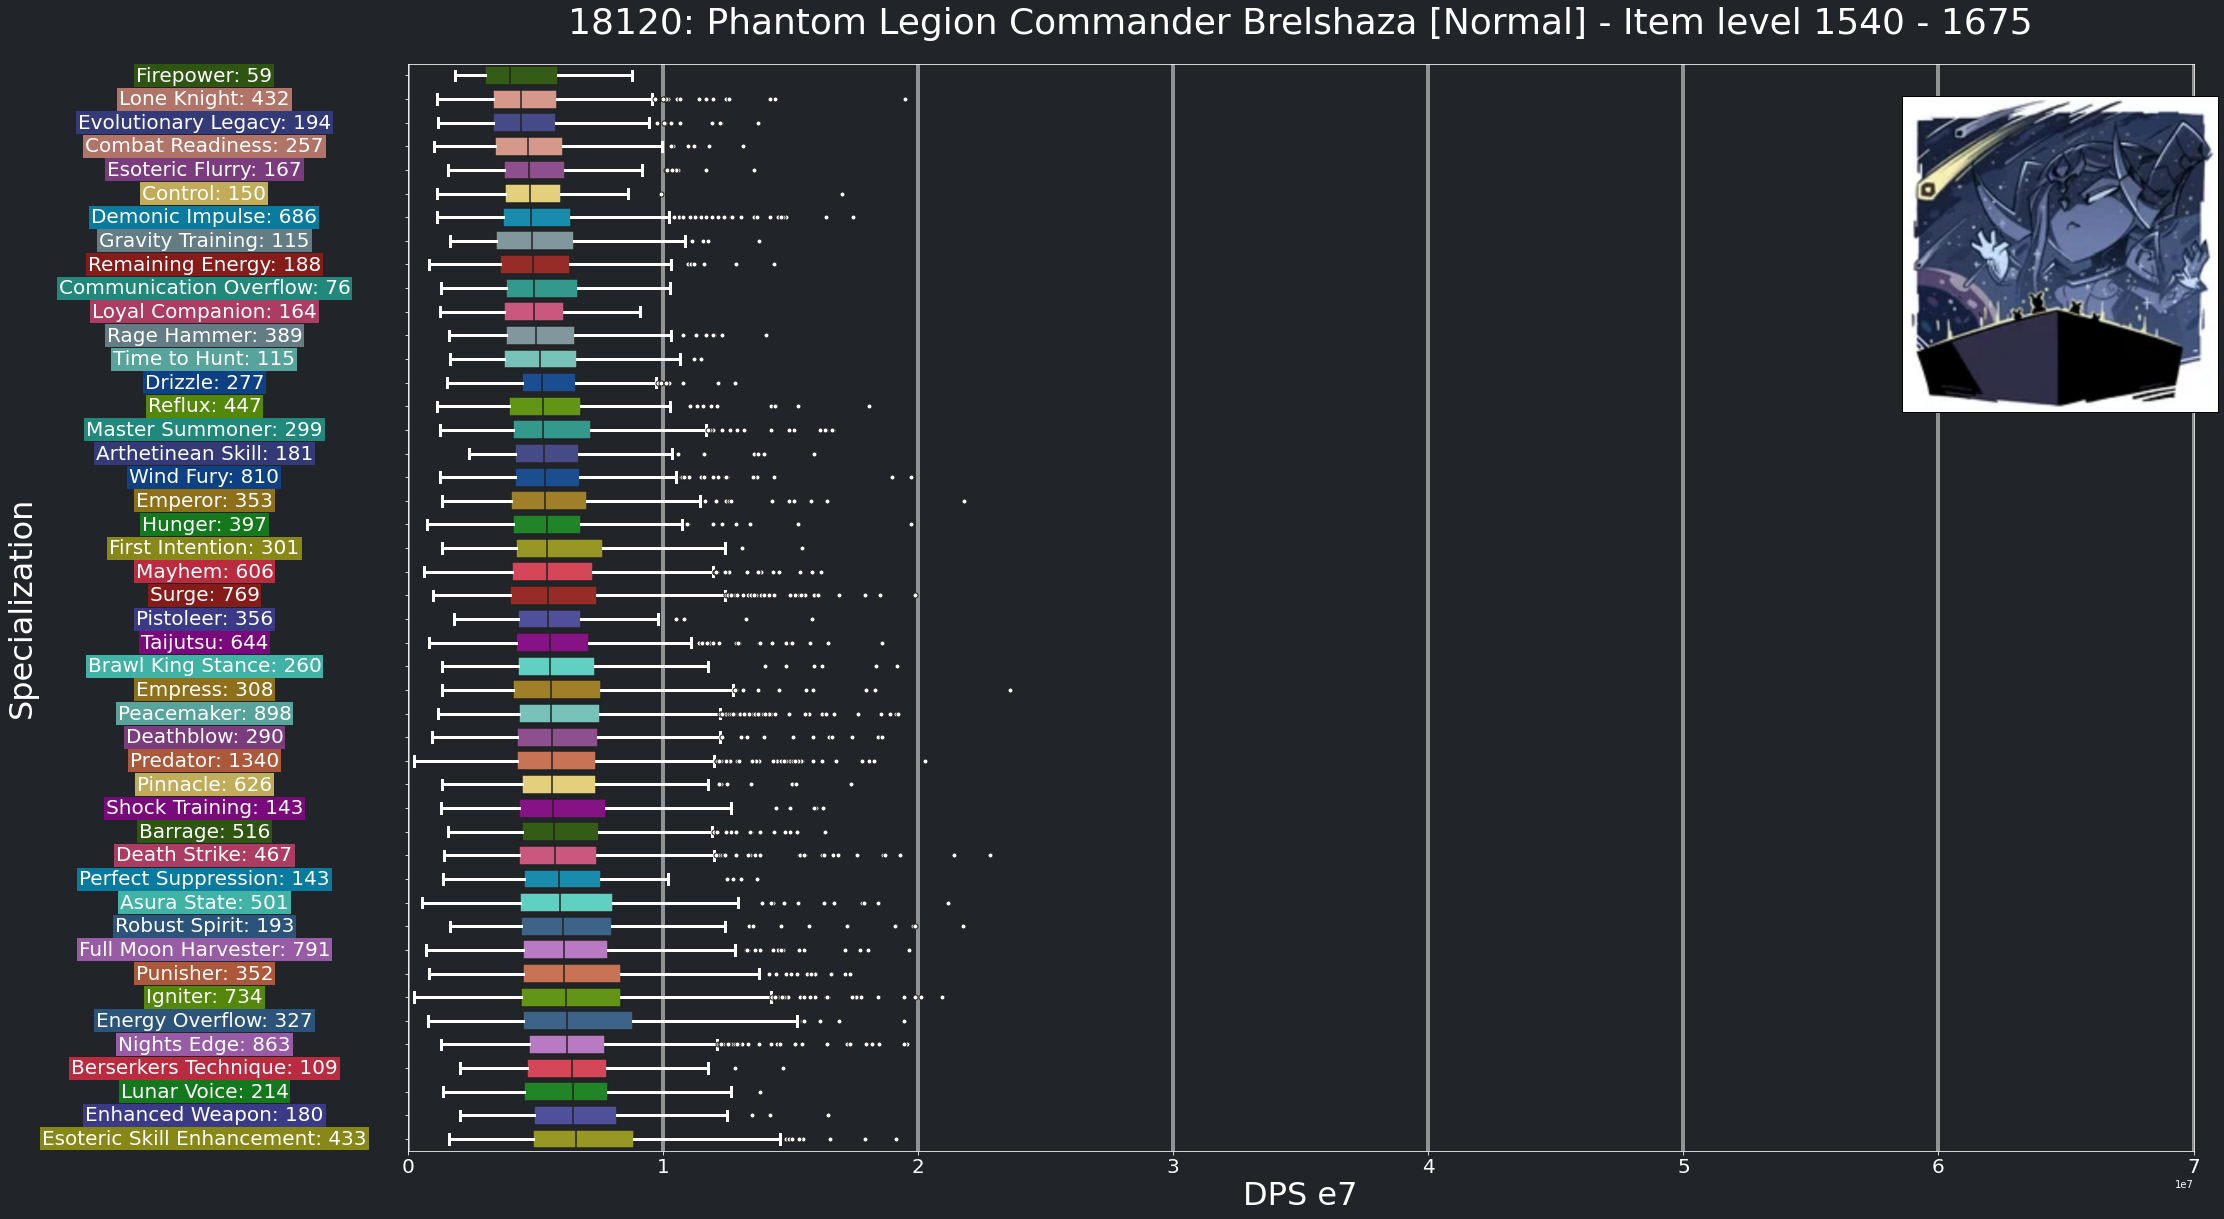 18120: Phantom Legion Commander Brelshaza [Normal] - Item level 1540 - 1675
Specialization
Firepower: 59
Lone Knight: 432
Evolutionary Legacy: 194
Combat Readiness: 257
Esoteric Flurry: 167
Control: 150
Demonic Impulse: 686
Gravity Training: 115
Remaining Energy: 188
Communication Overflow: 76
Loyal Companion: 164
Rage Hammer: 389
Time to Hunt: 115
Drizzle: 277
Reflux: 447
Master Summoner: 299
Arthetinean Skill: 181
Wind Fury: 810
Emperor: 353
Hunger: 397
First Intention: 301
Mayhem: 606
Surge: 769
Pistoleer: 356
Taijutsu: 644
Brawl King Stance: 260
Empress: 308
Peacemaker: 898
Deathblow: 290
Predator: 1340
Pinnacle: 626
Shock Training: 143
Barrage: 516
Death Strike: 467
Perfect Suppression: 143
Asura State: 501
Robust Spirit: 193
Full Moon Harvester: 791
Punisher: 352
Igniter: 734
Energy Overflow: 327
Nights Edge: 863
Berserkers Technique: 109
Lunar Voice: 214
Enhanced Weapon: 180
Esoteric Skill Enhancement: 433
0 1 2 3 4 5 6 7
1e7
DPS e7